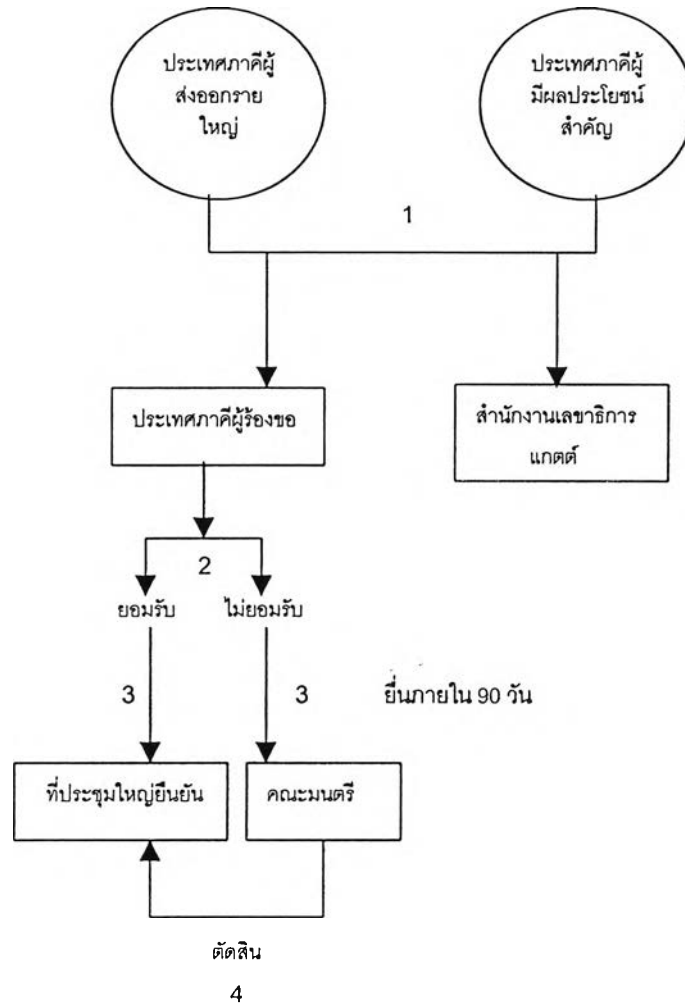 ประเทศภาคีผู้
ส่งออกราย
ใหญ่
ประเทศภาคีผู้
มีผลประโยชน์
สำคัญ
1
ประเทศภาคีผู้ร้องขอ
สำนักงานเลขาธิการ
แกตต์
2
ยอมรับ
ไม่ยอมรับ
3
3
ยื่นภายใน 90 วัน
ที่ประชุมใหญ่ยืนยัน
คณะมนตรี
ตัดสิน
4